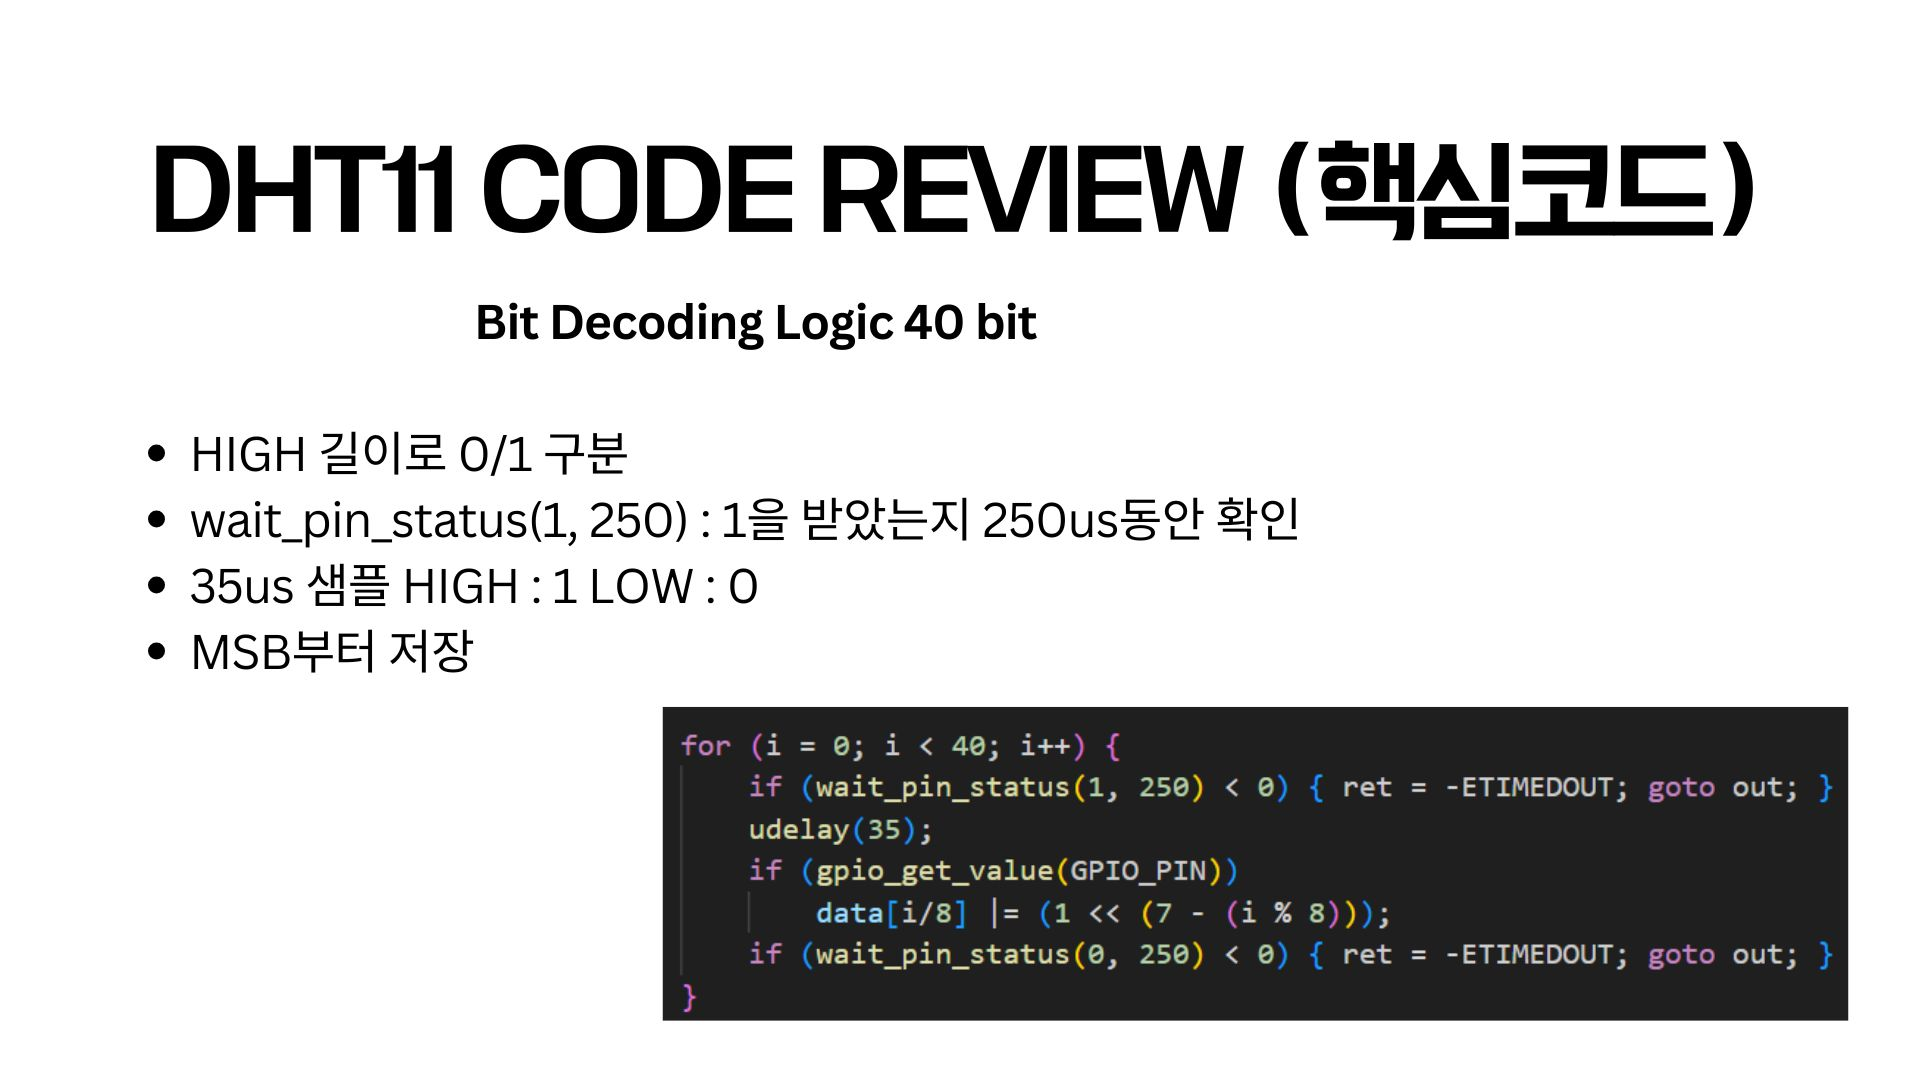 DHT11 CODE REVIEW (핵심코드)
Bit Decoding Logic 40 bit
• HIGH 길이로 0/1 구분
• wait_pin_status(1, 250) : 1을 받았는지 250us동안 확인
• 35us 샘플 HIGH : 1 LOW : 0
• MSB부터 저장
for (i = 0; i < 40; i++) {
    if (wait_pin_status(1, 250) < 0) { ret = -ETIMEDOUT; goto out; }
    udelay(35);
    if (gpio_get_value(GPIO_PIN))
        data[i/8] |= (1 << (7 - (i % 8)));
    if (wait_pin_status(0, 250) < 0) { ret = -ETIMEDOUT; goto out; }
}